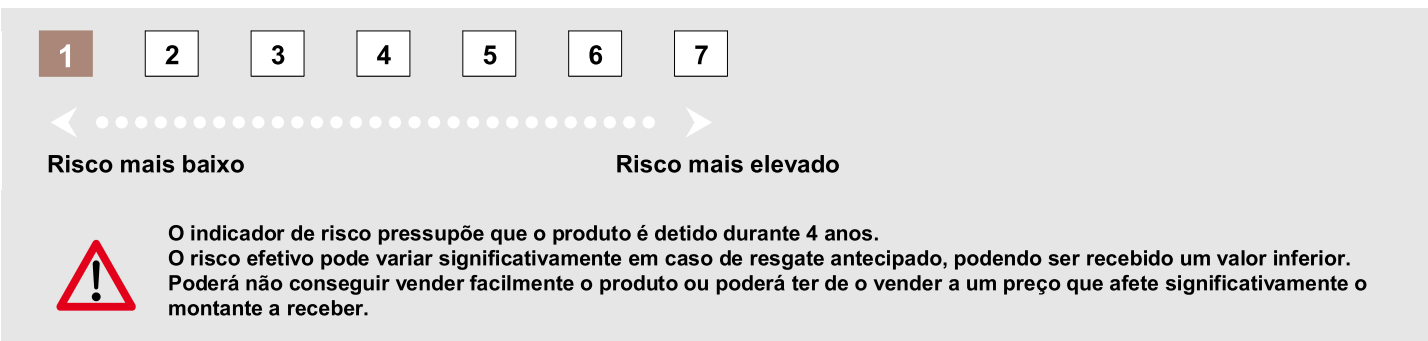 1 2 3 4 5 6 7
Risco mais baixo Risco mais elevado
O indicador de risco pressupõe que o produto é detido durante 4 anos.
O risco efetivo pode variar significativamente em caso de resgate antecipado, podendo ser recebido um valor inferior.
Poderá não conseguir vender facilmente o produto ou poderá ter de o vender a um preço que afete significativamente o
montante a receber.